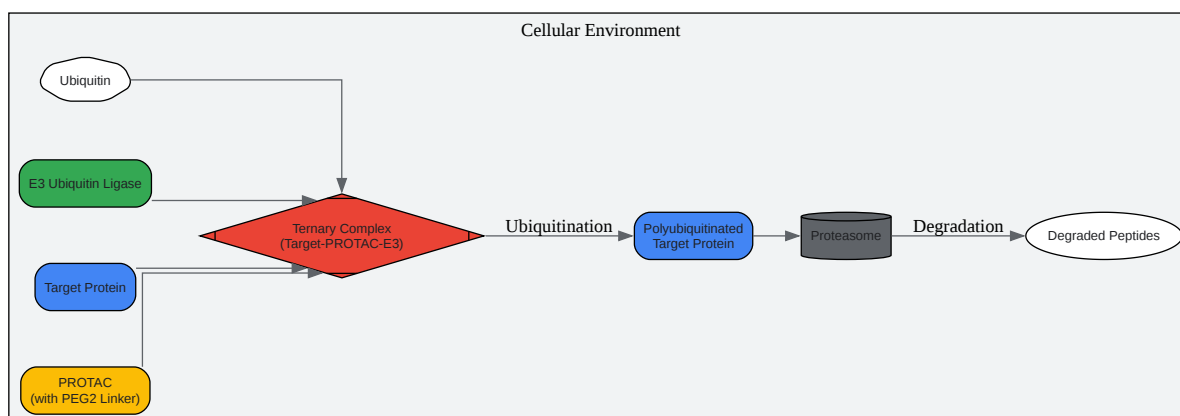 Cellular Environment
Ubiquitin
E3 Ubiquitin Ligase
Ternary Complex
(Target-PROTAC-E3)
Ubiquitination
Polyubiquitinated
Target Protein
Proteasome
Degradation
Degraded Peptides
Target Protein
PROTAC
(with PEG2 Linker)